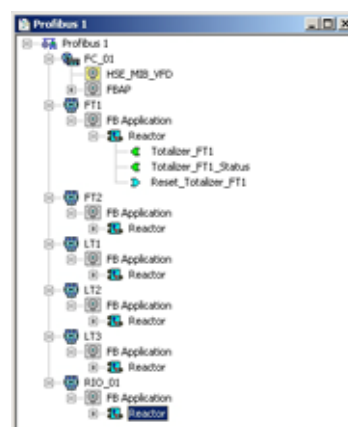 Profibus 1
Profibus 1
FC_01
HSE_MIB_VFD
FBAP
FT1
FB Application
Reactor
Totalizer_FT1
Totalizer_FT1_Status
Reset_Totalizer_FT1
FT2
FB Application
Reactor
LT1
FB Application
Reactor
LT2
FB Application
Reactor
LT3
FB Application
Reactor
RIO_01
FB Application
Reactor